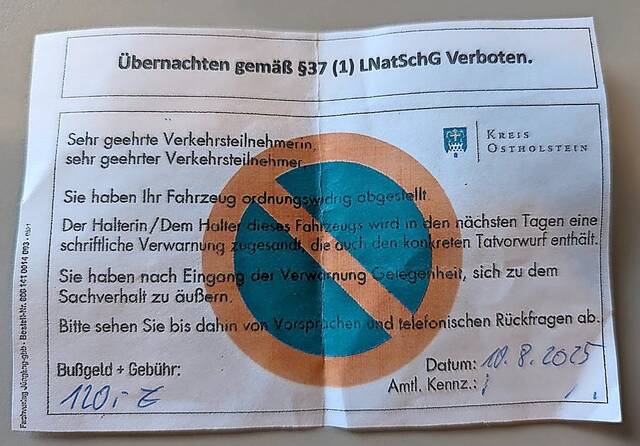 Übernachten gemäß §37 (1) LNatSchG Verboten.
Sehr geehrte Verkehrsteilnehmerin,
sehr geehrter Verkehrsteilnehmer,
KREIS
OSTHOLSTEIN
Sie haben Ihr Fahrzeug ordnungswidrig abgestellt.
Der Halterin/Dem Halter dieses Fahrzeugs wird in den nächsten Tagen eine
schriftliche Verwarnung zugesandt, die auch den konkreten Tatvorwurf enthält.
Sie haben nach Eingang der Verwarnung Gelegenheit, sich zu dem
Sachverhalt zu äußern.
Bitte sehen Sie bis dahin von Vorsprachen und telefonischen Rückfragen ab.
Bußgeld + Gebühr:
120,- €
Datum: 10.8.2025
Amtl. Kennz.:
Bestell-Nr.